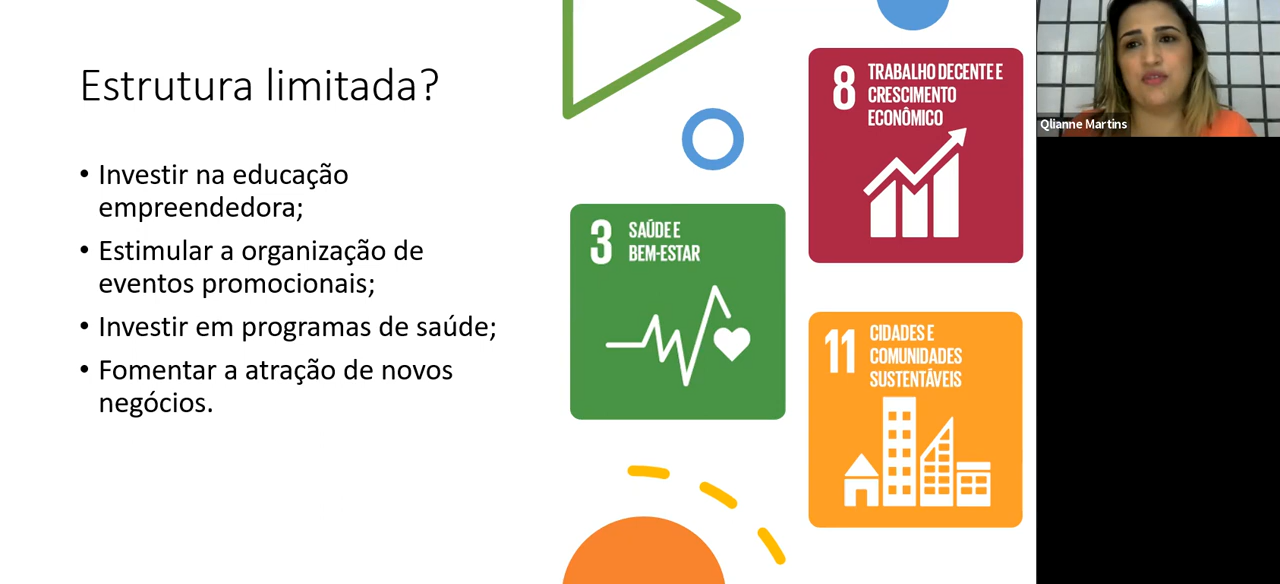 Estrutura limitada?
• Investir na educação
empreendedora;
• Estimular a organização de
eventos promocionais;
• Investir em programas de saúde;
• Fomentar a atração de novos
negócios.
3 SAÚDE E
BEM-ESTAR
8 TRABALHO DECENTE E
CRESCIMENTO
ECONÔMICO
11 CIDADES E
COMUNIDADES
SUSTENTÁVEIS
Qlianne Martins